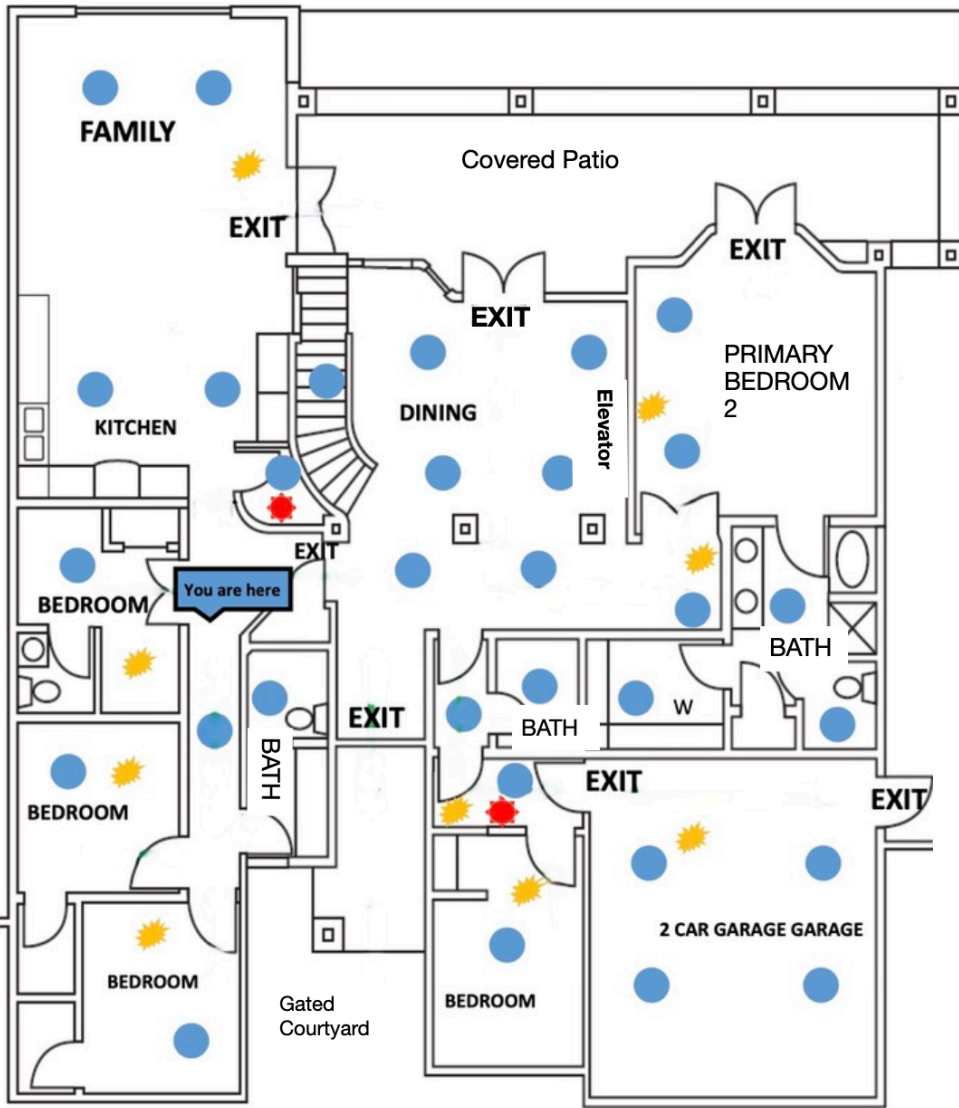 FAMILY
Covered Patio
EXIT
EXIT
EXIT
PRIMARY
BEDROOM
2
DINING
Elevator
KITCHEN
EXIT
You are here
BEDROOM
BATH
W
EXIT
BATH
BATH
EXIT
EXIT
BEDROOM
2 CAR GARAGE GARAGE
BEDROOM
BEDROOM
Gated
Courtyard